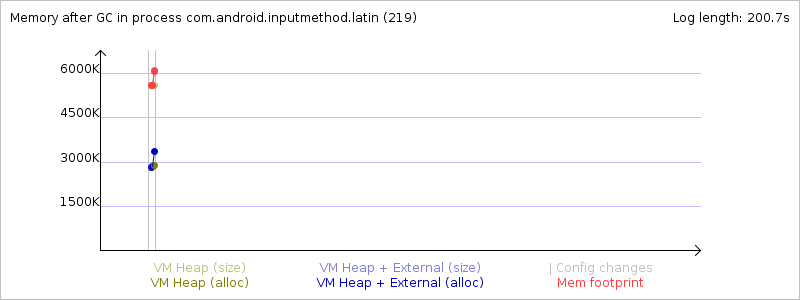 Memory after GC in process com.android.inputmethod.latin (219)
Log length: 200.7s
6000K
4500K
3000K
1500K
VM Heap (size)
VM Heap + External (size)
| Config changes
VM Heap (alloc)
VM Heap + External (alloc)
Mem footprint